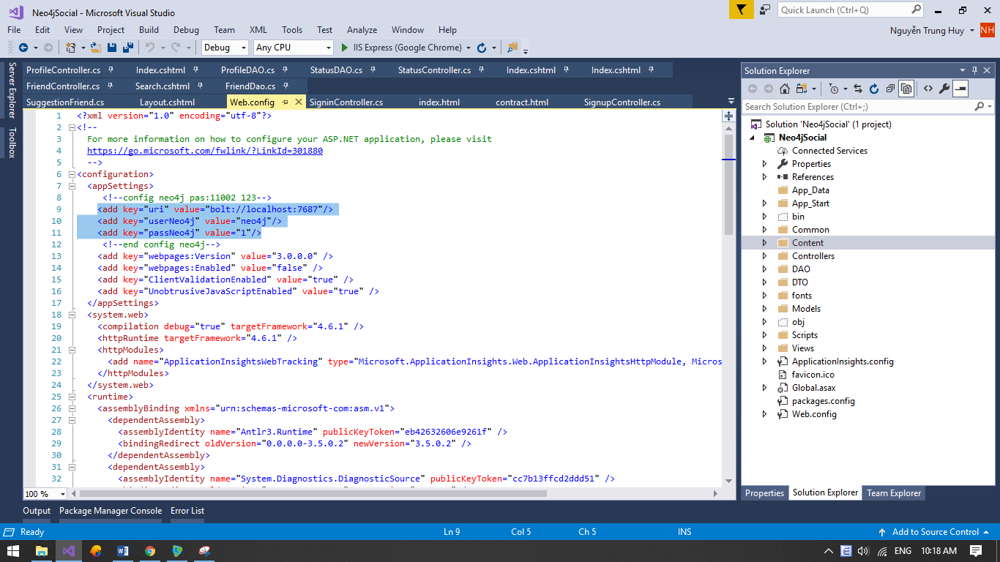 Neo4jSocial - Microsoft Visual Studio
Quick Launch (Ctrl+Q)
File Edit View Project Build Debug Team XML Tools Test Analyze Window Help
Nguyễn Trung Huy NH
Debug Any CPU IIS Express (Google Chrome)
Server Explorer
Toolbox
ProfileController.cs Index.cshtml ProfileDAO.cs StatusDAO.cs StatusController.cs Index.cshtml Index.cshtml
FriendController.cs Search.cshtml FriendDao.cs
SuggestionFriend.cs Layout.cshtml Web.config SigninController.cs index.html contract.html SignupController.cs
1 <?xml version="1.0" encoding="utf-8"?>
2 <!--
3 For more information on how to configure your ASP.NET application, please visit
4 https://go.microsoft.com/fwlink/?LinkId=301880
5 -->
6 <configuration>
7 <appSettings>
8 <!--config neo4j pas:11002 123-->
9 <add key="uri" value="bolt://localhost:7687"/>
10 <add key="userNeo4j" value="neo4j"/>
11 <add key="passNeo4j" value="1"/>
12 <!--end config neo4j-->
13 <add key="webpages:Version" value="3.0.0.0" />
14 <add key="webpages:Enabled" value="false" />
15 <add key="ClientValidationEnabled" value="true" />
16 <add key="UnobtrusiveJavaScriptEnabled" value="true" />
17 </appSettings>
18 <system.web>
19 <compilation debug="true" targetFramework="4.6.1" />
20 <httpRuntime targetFramework="4.6.1" />
21 <httpModules>
22 <add name="ApplicationInsightsWebTracking" type="Microsoft.ApplicationInsights.Web.ApplicationInsightsHttpModule, Micros
23 </httpModules>
24 </system.web>
25 <runtime>
26 <assemblyBinding xmlns="urn:schemas-microsoft-com:asm.v1">
27 <dependentAssembly>
28 <assemblyIdentity name="Antlr3.Runtime" publicKeyToken="eb42632606e9261f" />
29 <bindingRedirect oldVersion="0.0.0.0-3.5.0.2" newVersion="3.5.0.2" />
30 </dependentAssembly>
31 <dependentAssembly>
32 <assemblyIdentity name="System.Diagnostics.DiagnosticSource" publicKeyToken="cc7b13ffcd2ddd51" />
100 %
Solution Explorer
Search Solution Explorer (Ctrl+;)
Solution 'Neo4jSocial' (1 project)
Neo4jSocial
Connected Services
Properties
References
App_Data
App_Start
bin
Common
Content
Controllers
DAO
DTO
fonts
Models
obj
Scripts
Views
ApplicationInsights.config
favicon.ico
Global.asax
packages.config
Web.config
Properties Solution Explorer Team Explorer
Output Package Manager Console Error List
Ready Ln 9 Col 5 Ch 5 INS Add to Source Control
ENG 10:18 AM